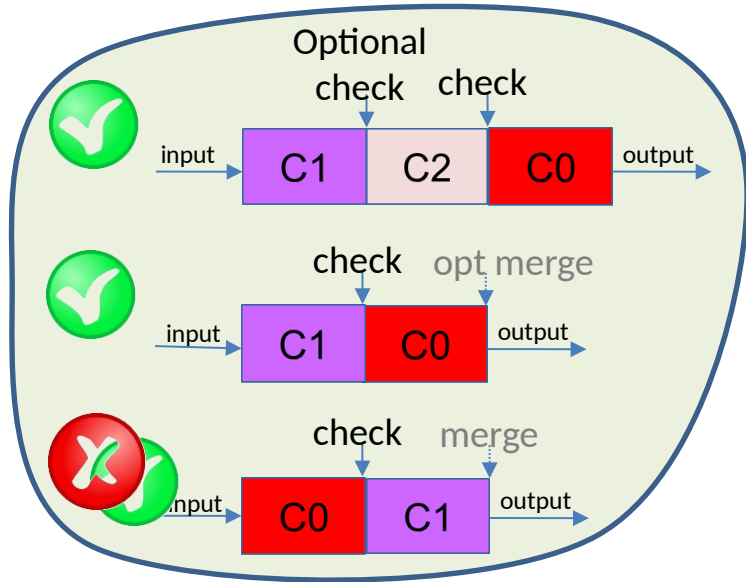 Optional
check check
input C1 C2 C0 output
check opt merge
input C1 C0 output
check merge
input C0 C1 output